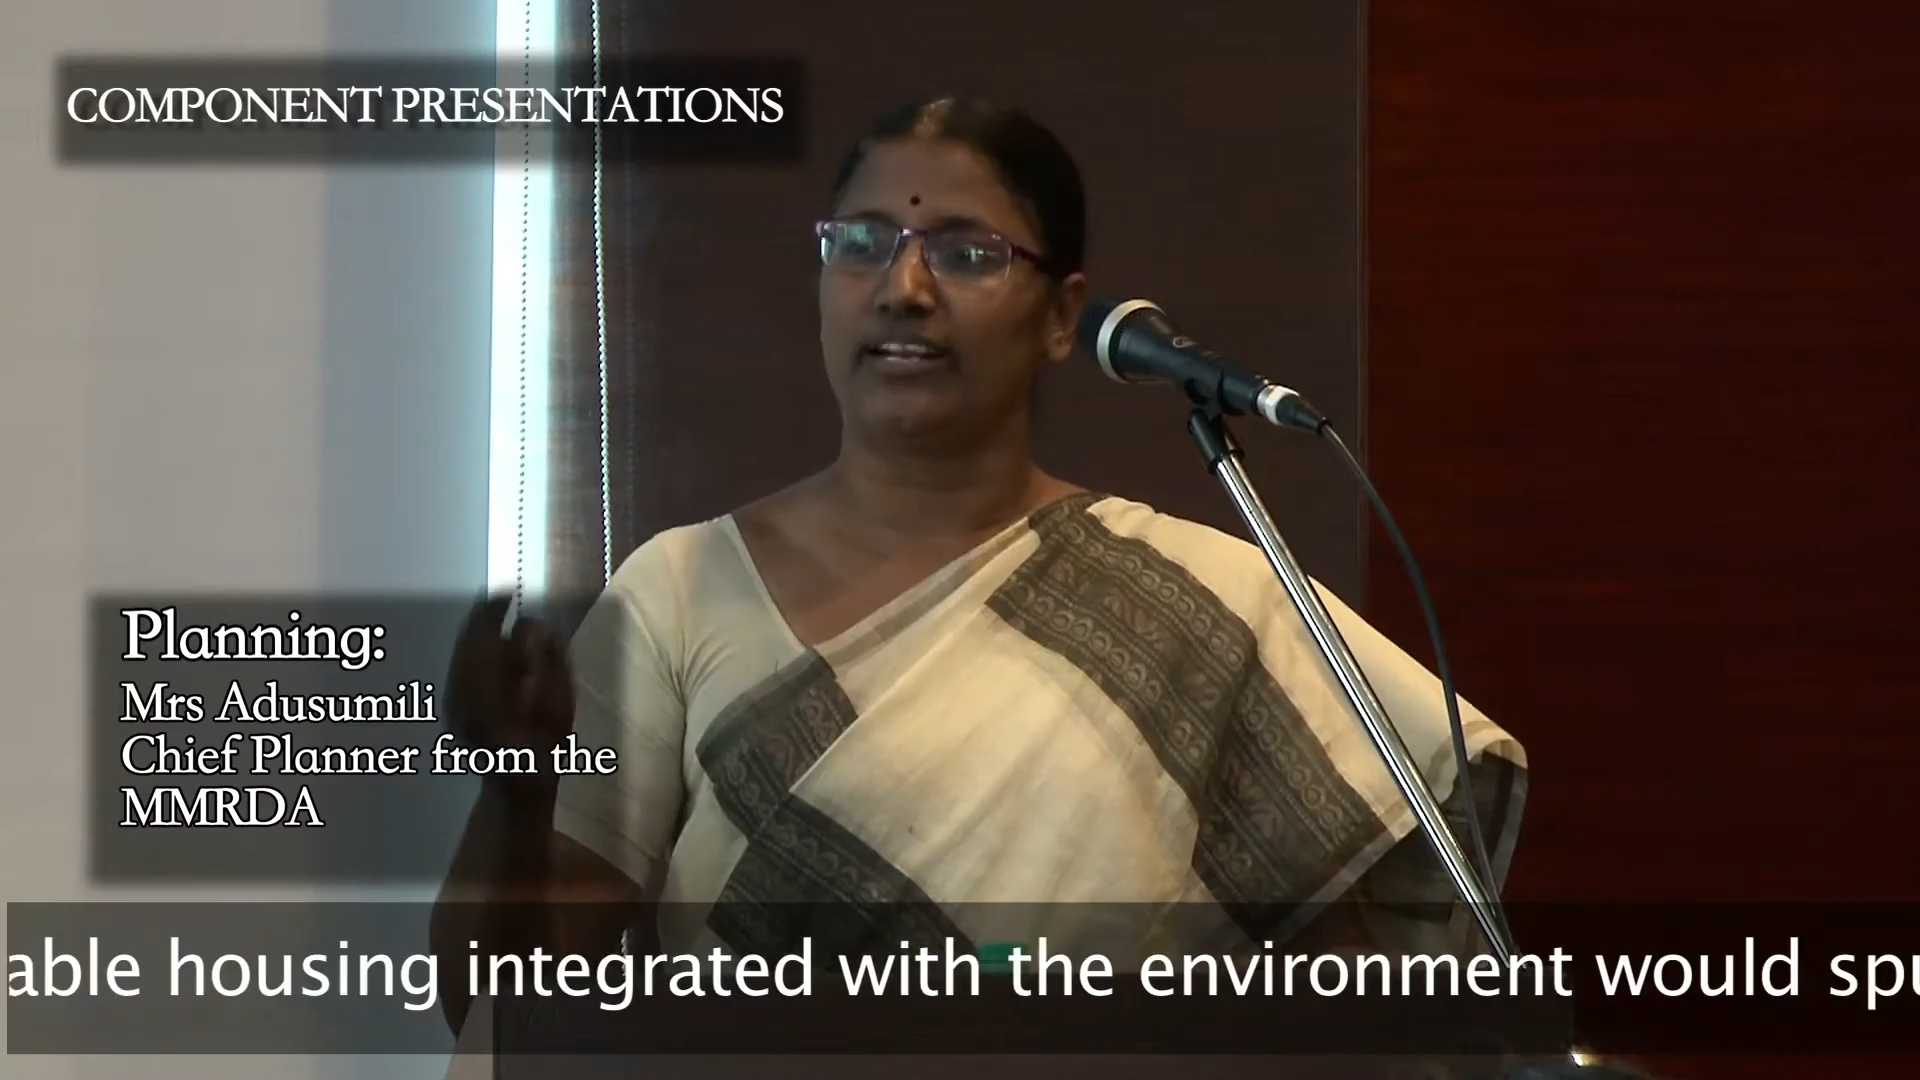 COMPONENT PRESENTATIONS
Planning:
Mrs Adusumili
Chief Planner from the
MMRDA
able housing integrated with the environment would spu